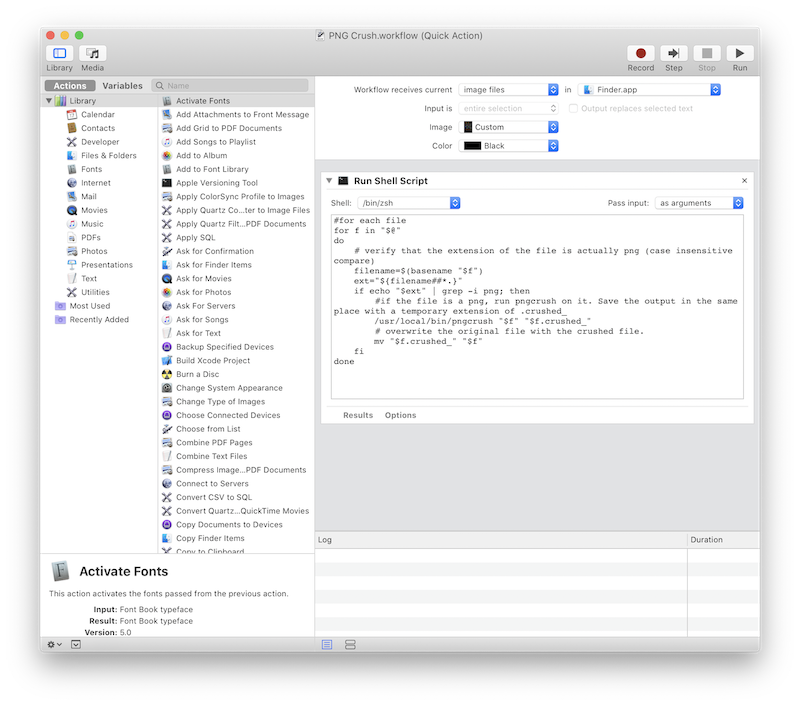 PNG Crush.workflow (Quick Action)
Library
Media
Record
Step
Stop
Run
Actions
Variables
Name
Library
Calendar
Contacts
Developer
Files & Folders
Fonts
Internet
Mail
Movies
Music
PDFs
Photos
Presentations
Text
Utilities
Most Used
Recently Added
Activate Fonts
Add Attachments to Front Message
Add Grid to PDF Documents
Add Songs to Playlist
Add to Album
Add to Font Library
Apple Versioning Tool
Apply ColorSync Profile to Images
Apply Quartz Co...ter to Image Files
Apply Quartz Filt...PDF Documents
Apply SQL
Ask for Confirmation
Ask for Finder Items
Ask for Movies
Ask for Photos
Ask For Servers
Ask for Songs
Ask for Text
Backup Specified Devices
Build Xcode Project
Burn a Disc
Change System Appearance
Change Type of Images
Choose Connected Devices
Choose from List
Combine PDF Pages
Combine Text Files
Compress Image...PDF Documents
Connect to Servers
Convert CSV to SQL
Convert Quartz...QuickTime Movies
Copy Documents to Devices
Copy Finder Items
Copy to Clipboard
Activate Fonts
This action activates the fonts passed from the previous action.
Input: Font Book typeface
Result: Font Book typeface
Version: 5.0
Workflow receives current image files in Finder.app
Input is entire selection Output replaces selected text
Image Custom
Color Black
Run Shell Script
Shell: /bin/zsh Pass input: as arguments
#for each file
for f in "$@"
do
# verify that the extension of the file is actually png (case insensitive
compare)
filename=$(basename "$f")
ext="${filename##*.}"
if echo "$ext" | grep -i png; then
#if the file is a png, run pngcrush on it. Save the output in the same
place with a temporary extension of .crushed_
/usr/local/bin/pngcrush "$f" "$f.crushed_"
# overwrite the original file with the crushed file.
mv "$f.crushed_" "$f"
fi
done
Results Options
Log Duration